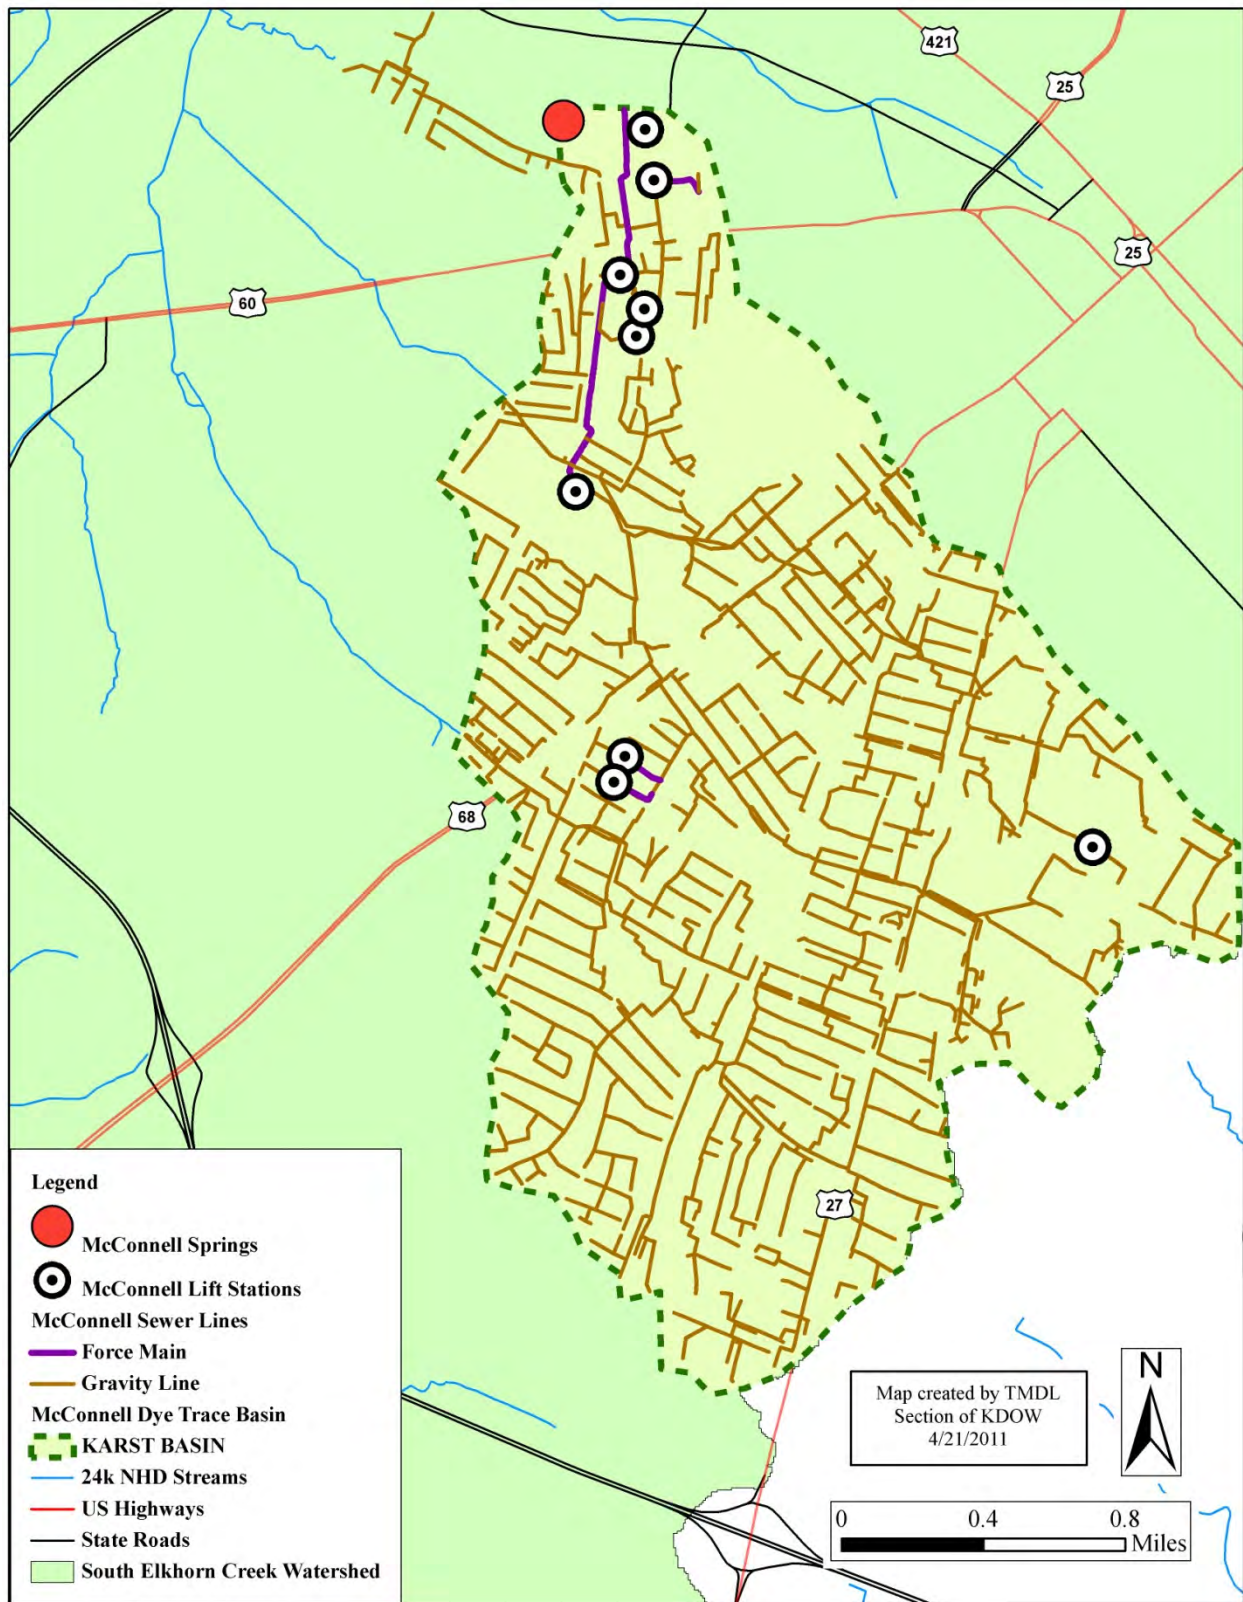 421
25
25
60
68
27
Legend
McConnell Springs
McConnell Lift Stations
McConnell Sewer Lines
Force Main
Gravity Line
McConnell Dye Trace Basin
KARST BASIN
24k NHD Streams
US Highways
State Roads
South Elkhorn Creek Watershed
Map created by TMDL
Section of KDOW
4/21/2011
N
0 0.4 0.8
Miles